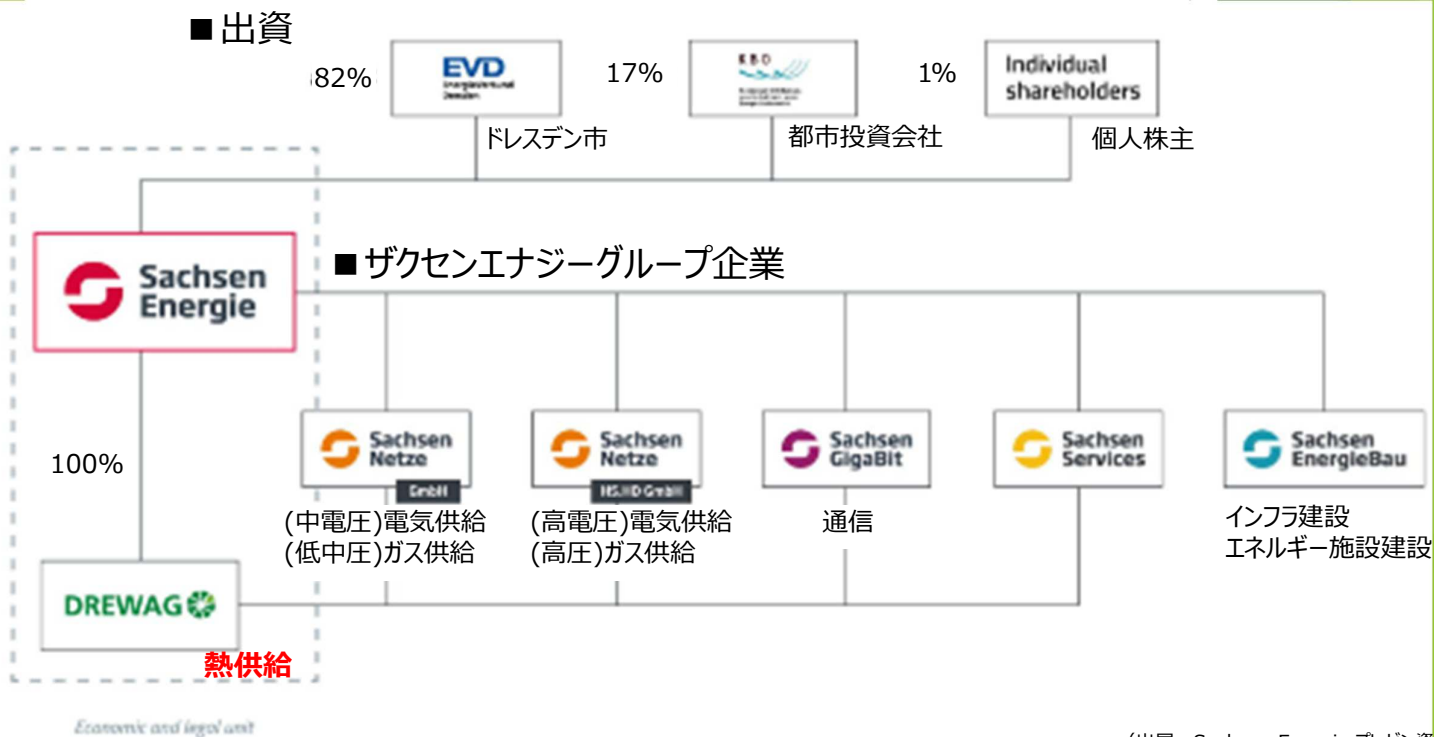 ■出資
82%
EVD
EnergieVerbund
Dresden
17%
KBO
1%
Individual
shareholders
ドレスデン市
都市投資会社
個人株主
Sachsen
Energie
■ザクセンエナジーグループ企業
100%
Sachsen
Netze
GmbH
Sachsen
Netze
HS.HD GmbH
Sachsen
GigaBit
Sachsen
Services
Sachsen
EnergieBau
(中電圧)電気供給
(低中圧)ガス供給
(高電圧)電気供給
(高圧)ガス供給
通信
インフラ建設
エネルギー施設建設
DREWAG
熱供給
Economic and legal unit